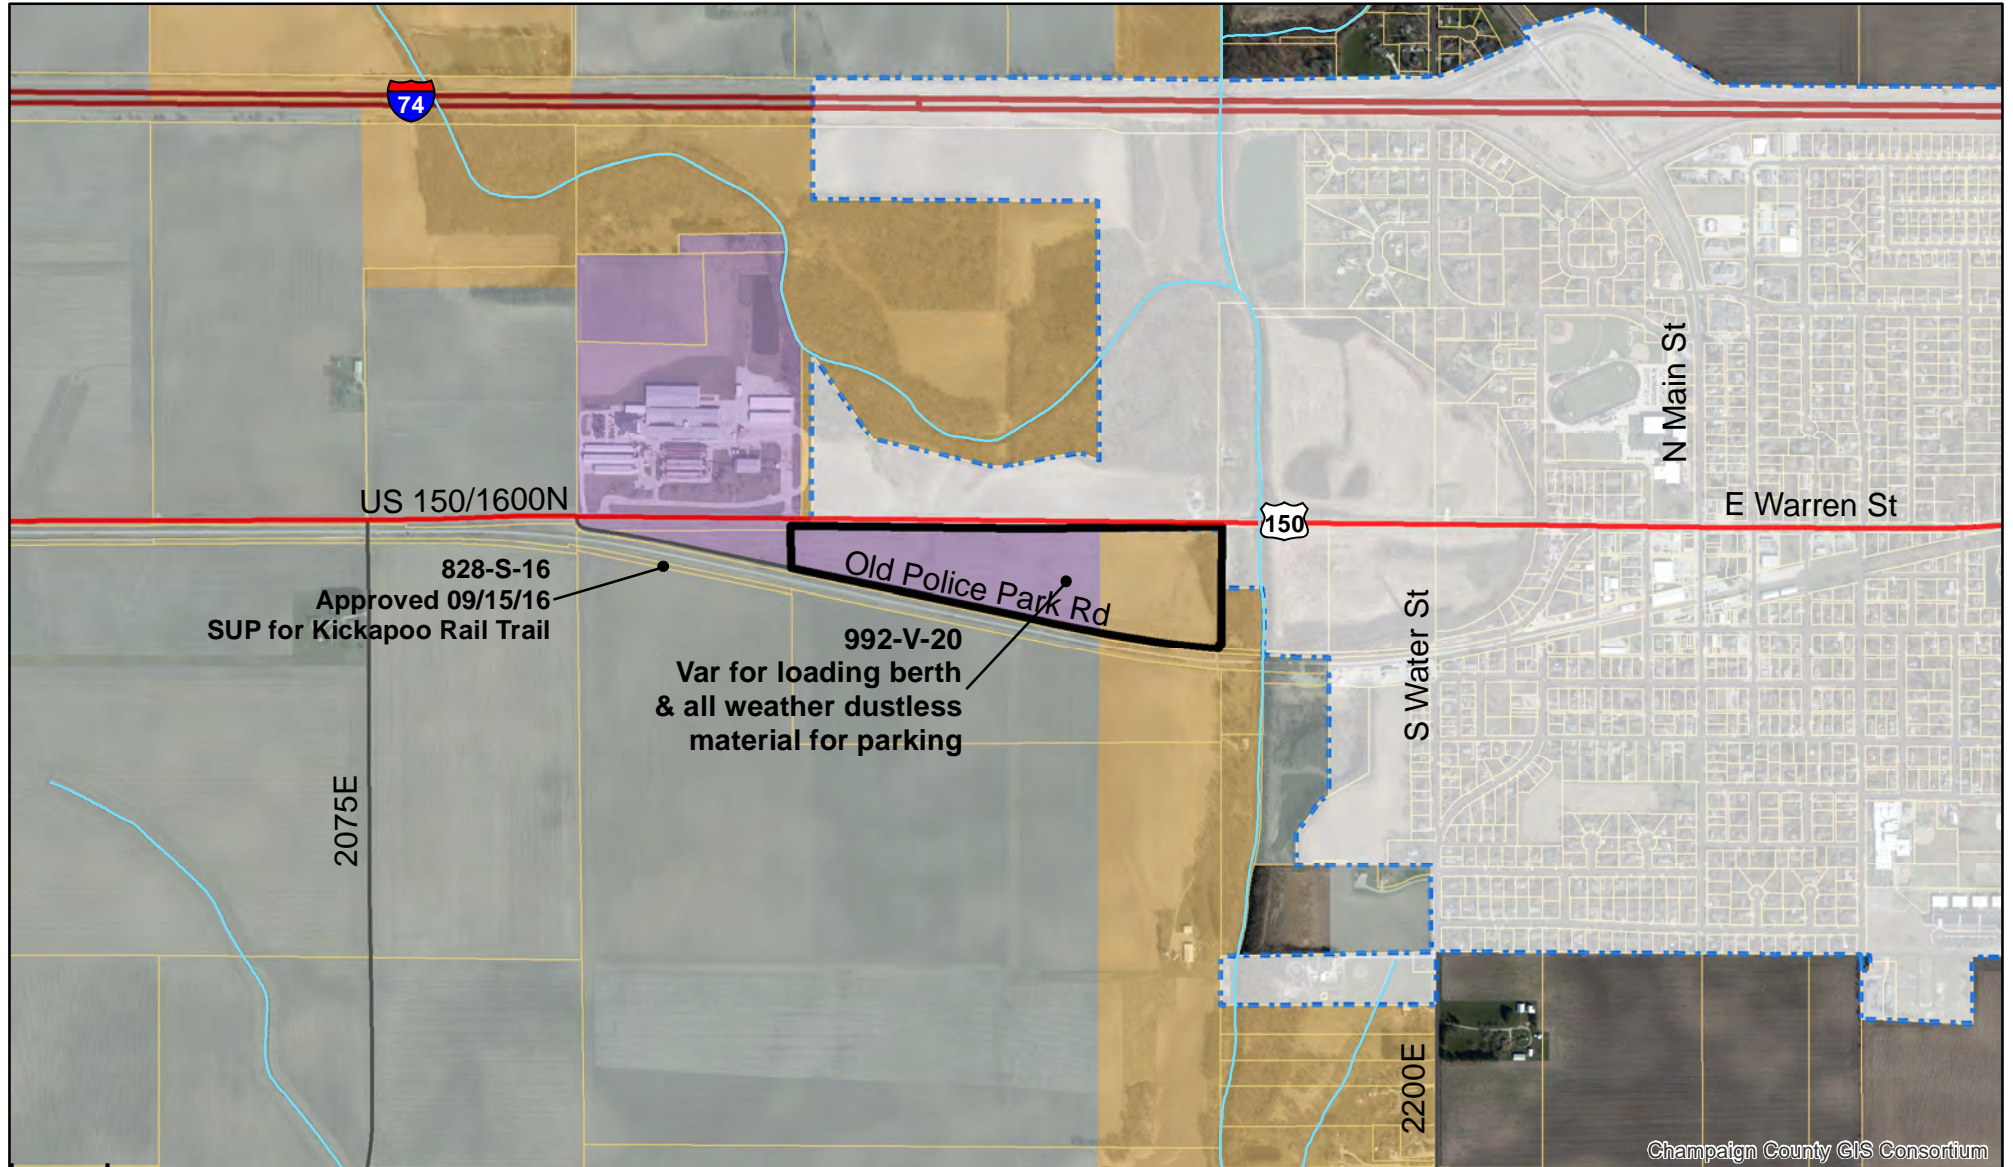 74
N Main St
US 150/1600N
E Warren St
150
828-S-16
Approved 09/15/16
SUP for Kickapoo Rail Trail
Old Police Park Rd
992-V-20
Var for loading berth
& all weather dustless
material for parking
S Water St
2075E
2200E
Champaign County GIS Consortium